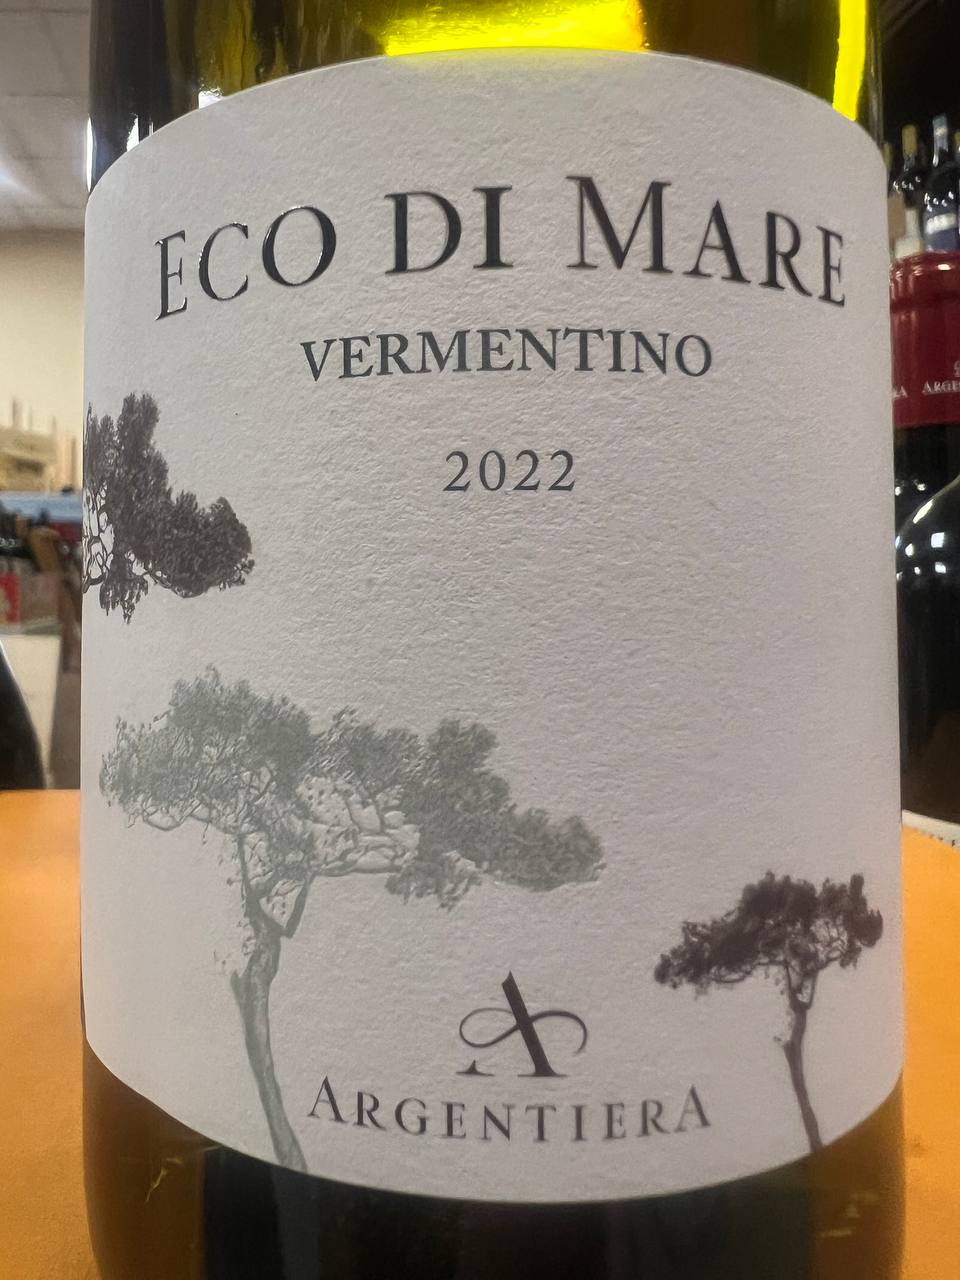 ECO DI MARE
VERMENTINO
2022
A
ARGENTIERA